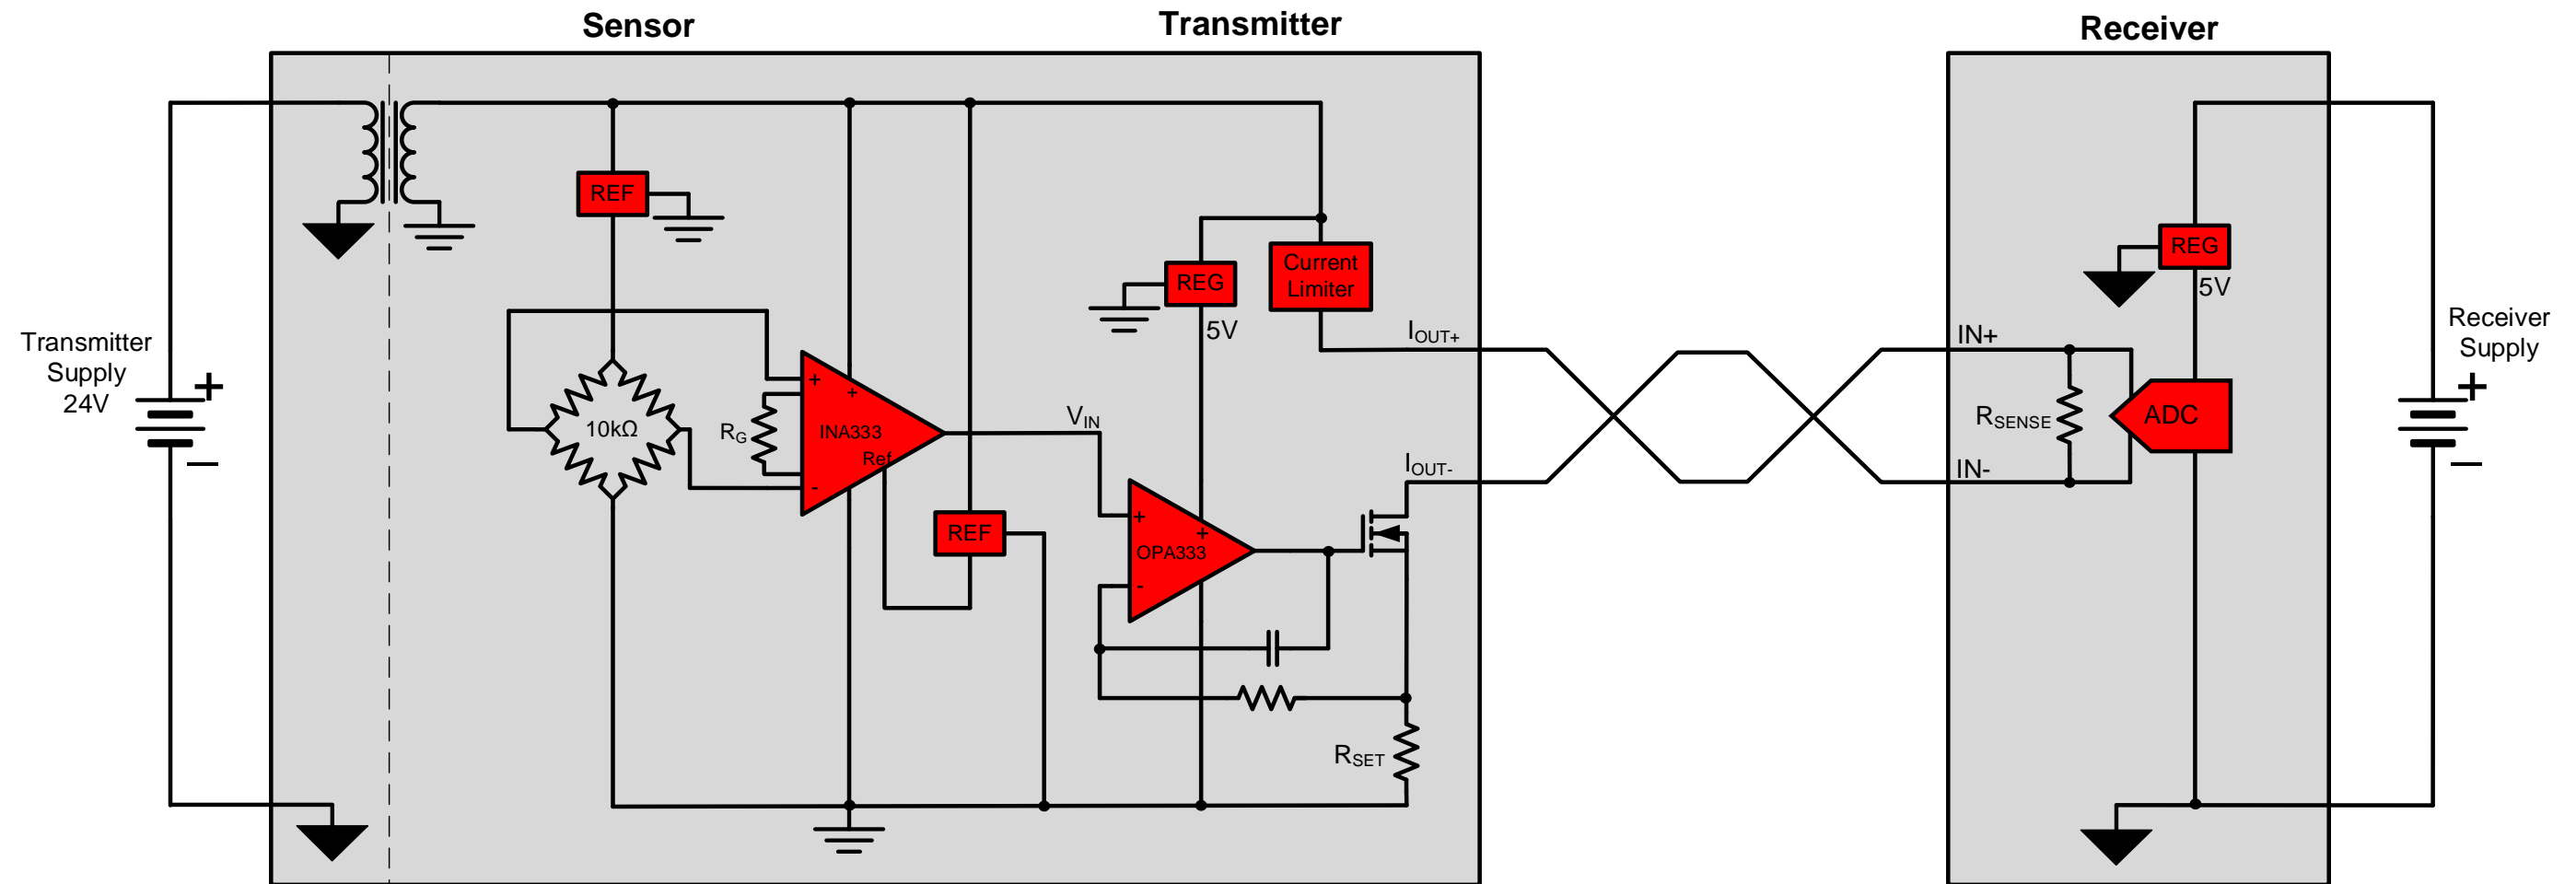 Sensor
Transmitter
Receiver
REF
REG
5V
Current
Limiter
REG
5V
Transmitter
Supply
24V
+
_
10kΩ
RG
+
+
INA333
Ref
-
VIN
REF
+
+
OPA333
-
IOUT+
IOUT-
RSET
IN+
IN-
RSENSE
ADC
Receiver
Supply
+
_